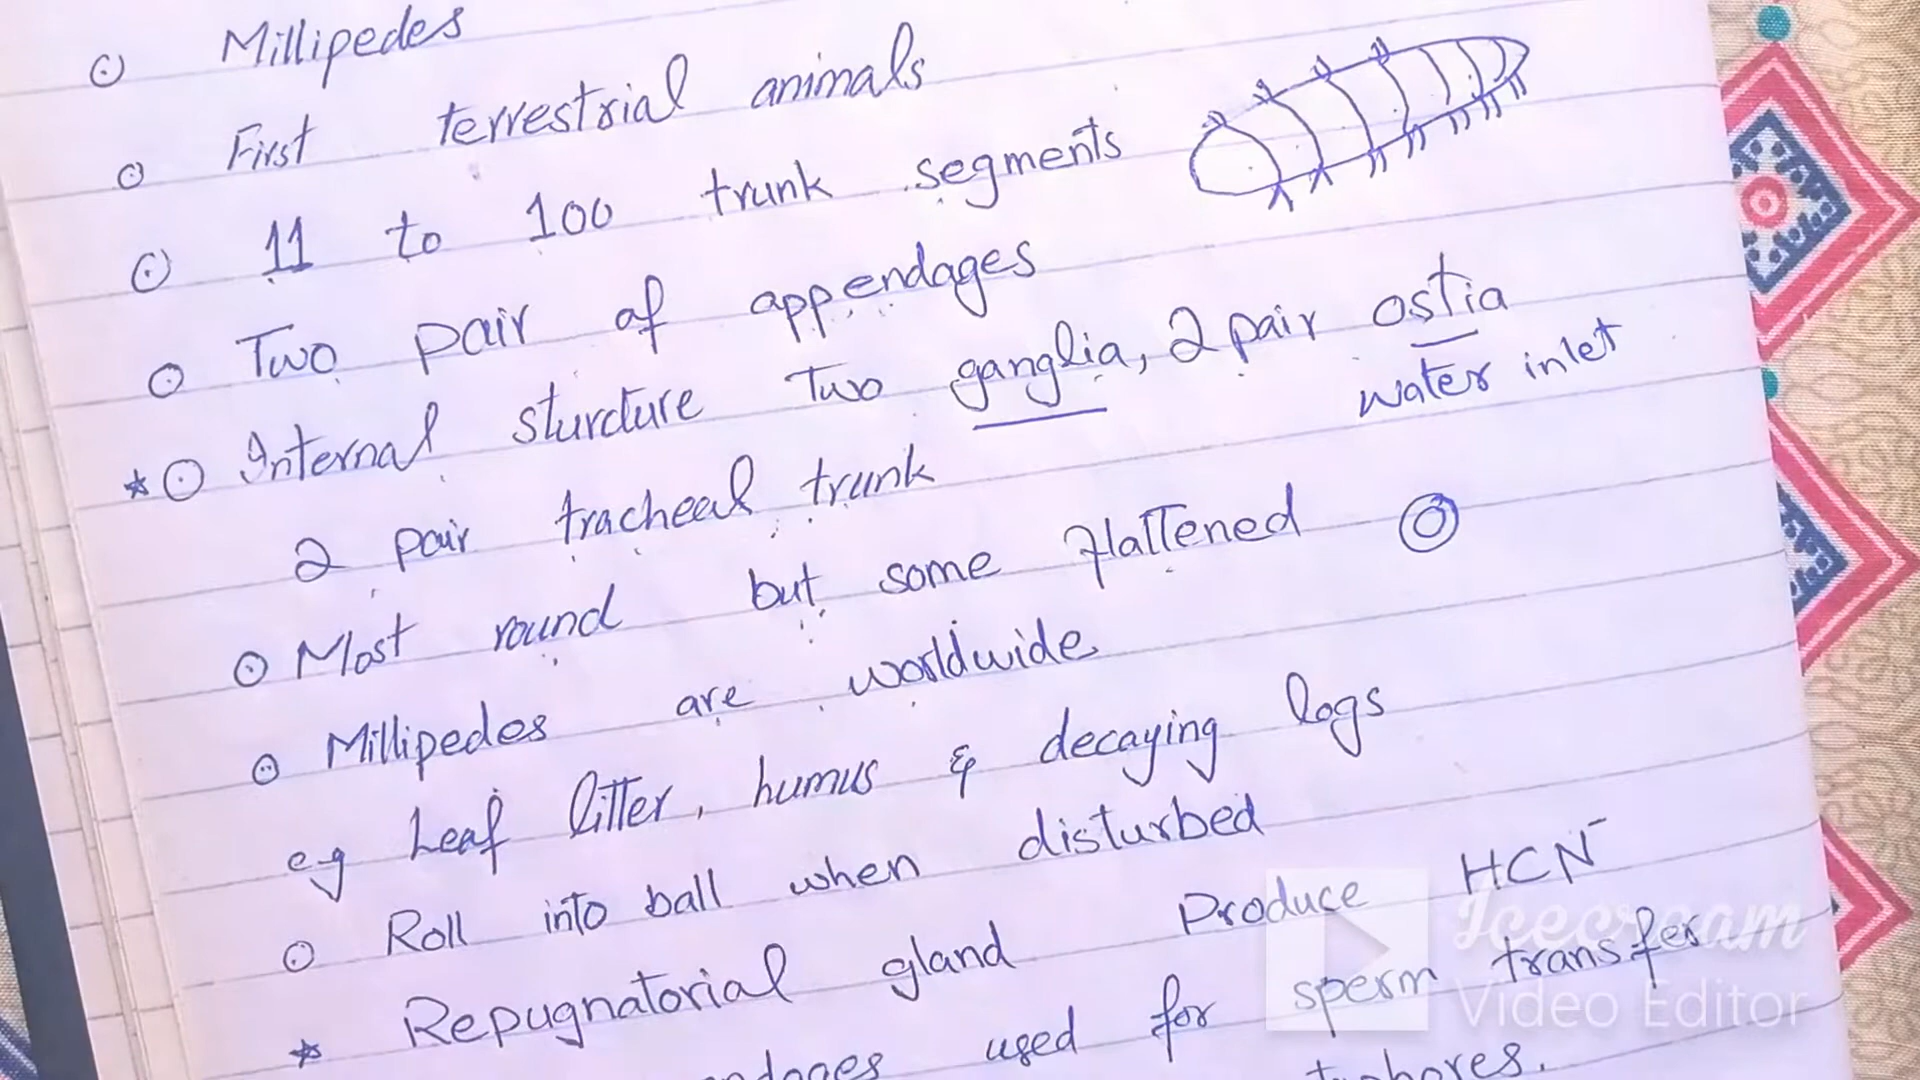 Millipedes
First terrestrial animals
11 to 100 trunk segments
Two pair of appendages
Internal sturcture Two ganglia, 2 pair ostia
water inlet
2 pair tracheal trunk
Most round but some flattened
Millipedes are worldwide
eg Leaf litter, humus & decaying logs
Roll into ball when disturbed
Repugnatorial gland Produce HCN
used for sperm transfer
Icecream
Video Editor